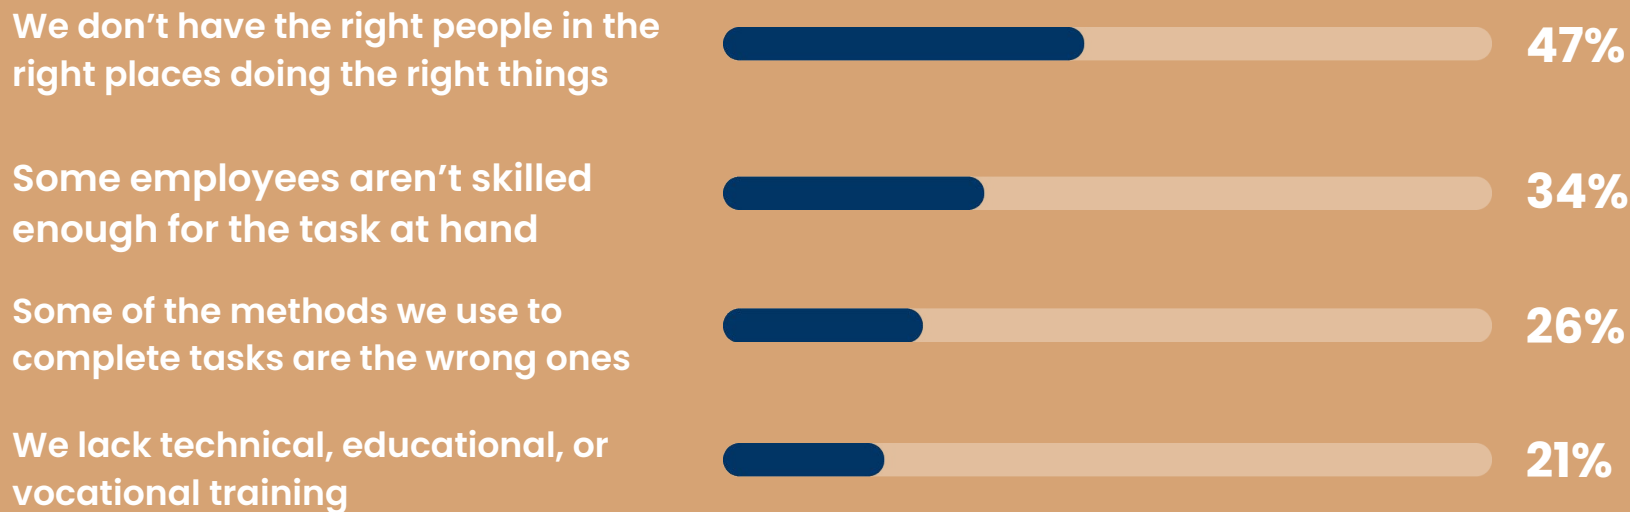 We don’t have the right people in the
right places doing the right things
47%
Some employees aren’t skilled
enough for the task at hand
34%
Some of the methods we use to
complete tasks are the wrong ones
26%
We lack technical, educational, or
vocational training
21%